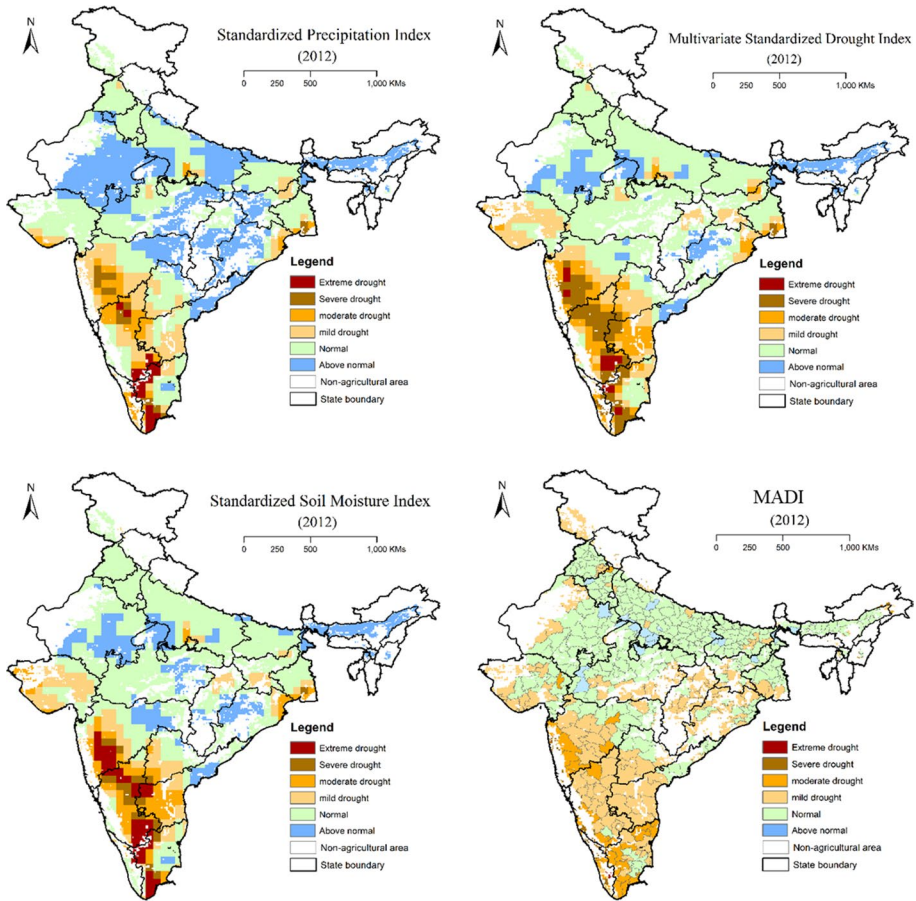 N
Standardized Precipitation Index
(2012)
0 250 500 1,000 KMs
Legend
Extreme drought
Severe drought
moderate drought
mild drought
Normal
Above normal
Non-agricultural area
State boundary
N
Multivariate Standardized Drought Index
(2012)
0 250 500 1,000 KMs
Legend
Extreme drought
Severe drought
moderate drought
mild drought
Normal
Above normal
Non-agricultural area
State boundary
N
Standardized Soil Moisture Index
(2012)
0 250 500 1,000 KMs
Legend
Extreme drought
Severe drought
moderate drought
mild drought
Normal
Above normal
Non-agricultural area
State boundary
N
MADI
(2012)
0 250 500 1,000 KMs
Legend
Extreme drought
Severe drought
moderate drought
mild drought
Normal
Above normal
Non-agricultural area
State boundary